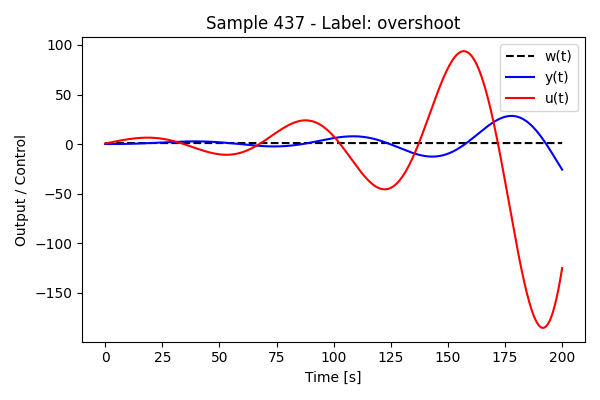 Sample 437 - Label: overshoot
Output / Control
100
50
0
−50
−100
−150
w(t)
y(t)
u(t)
0 25 50 75 100 125 150 175 200
Time [s]